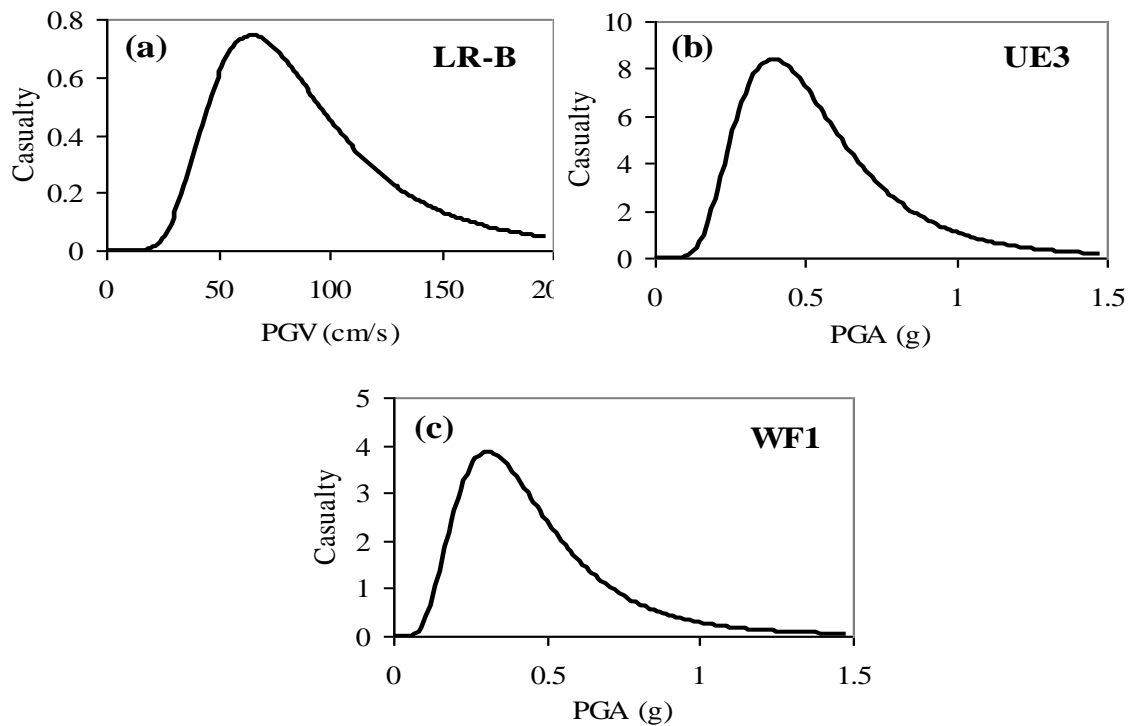 (a)
LR-B
Casualty
0.8
0.6
0.4
0.2
0
0 50 100 150 20
PGV (cm/s)
(b)
UE3
Casualty
10
8
6
4
2
0
0 0.5 1 1.5
PGA (g)
(c)
WF1
Casualty
5
4
3
2
1
0
0 0.5 1 1.5
PGA (g)